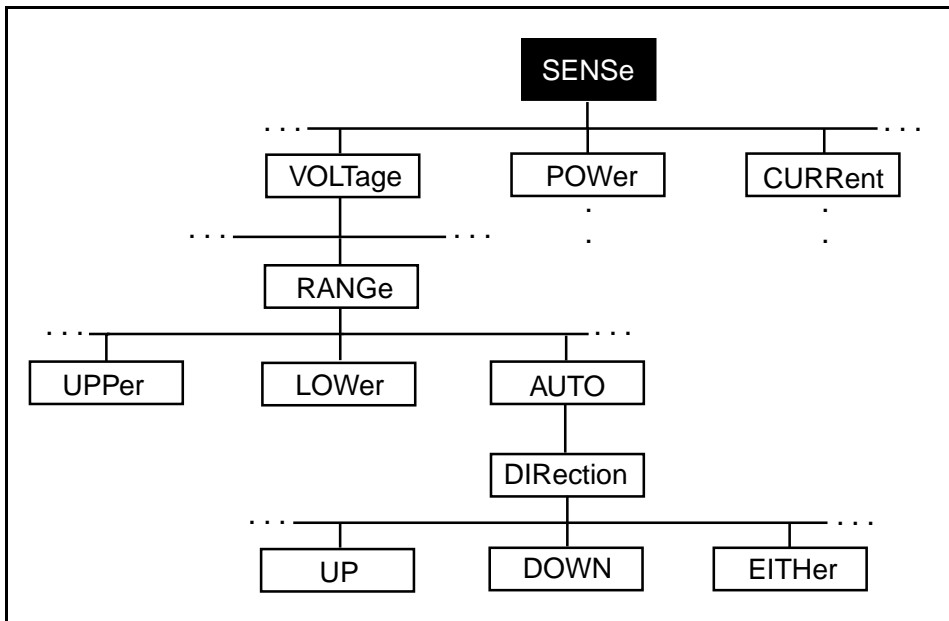 SENSe
. . . . . .
VOLTage POWer CURRent
. .
. . . . . . . .
RANGe
. . . . . .
UPPer LOWer AUTO
DIRection
. . . . . .
UP DOWN EITHer